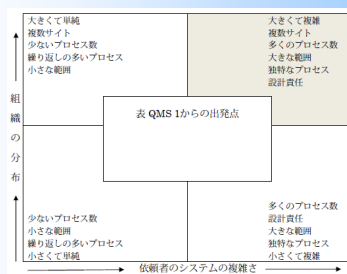 大きくて単純
複数サイト
少ないプロセス数
繰り返しの多いプロセス
小さな範囲
大きくて複雑
複数サイト
多くのプロセス数
大きな範囲
独特なプロセス
設計責任
表 QMS 1からの出発点
組織の分布
少ないプロセス数
小さな範囲
繰り返しの多いプロセス
小さくて単純
多くのプロセス数
設計責任
大きな範囲
独特なプロセス
小さくて複雑
依頼者のシステムの複雑さ